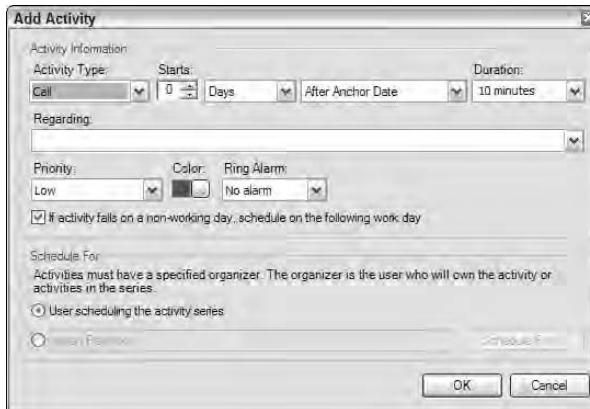 Add Activity
Activity Information
Activity Type: Starts: Duration:
Call 0 Days After Anchor Date 10 minutes
Regarding:
Priority: Color: Ring Alarm:
Low ... No alarm
If activity falls on a non-working day, schedule on the following work day
Schedule For
Activities must have a specified organizer. The organizer is the user who will own the activity or
activities in the series.
User scheduling the activity series
Schedule
OK Cancel